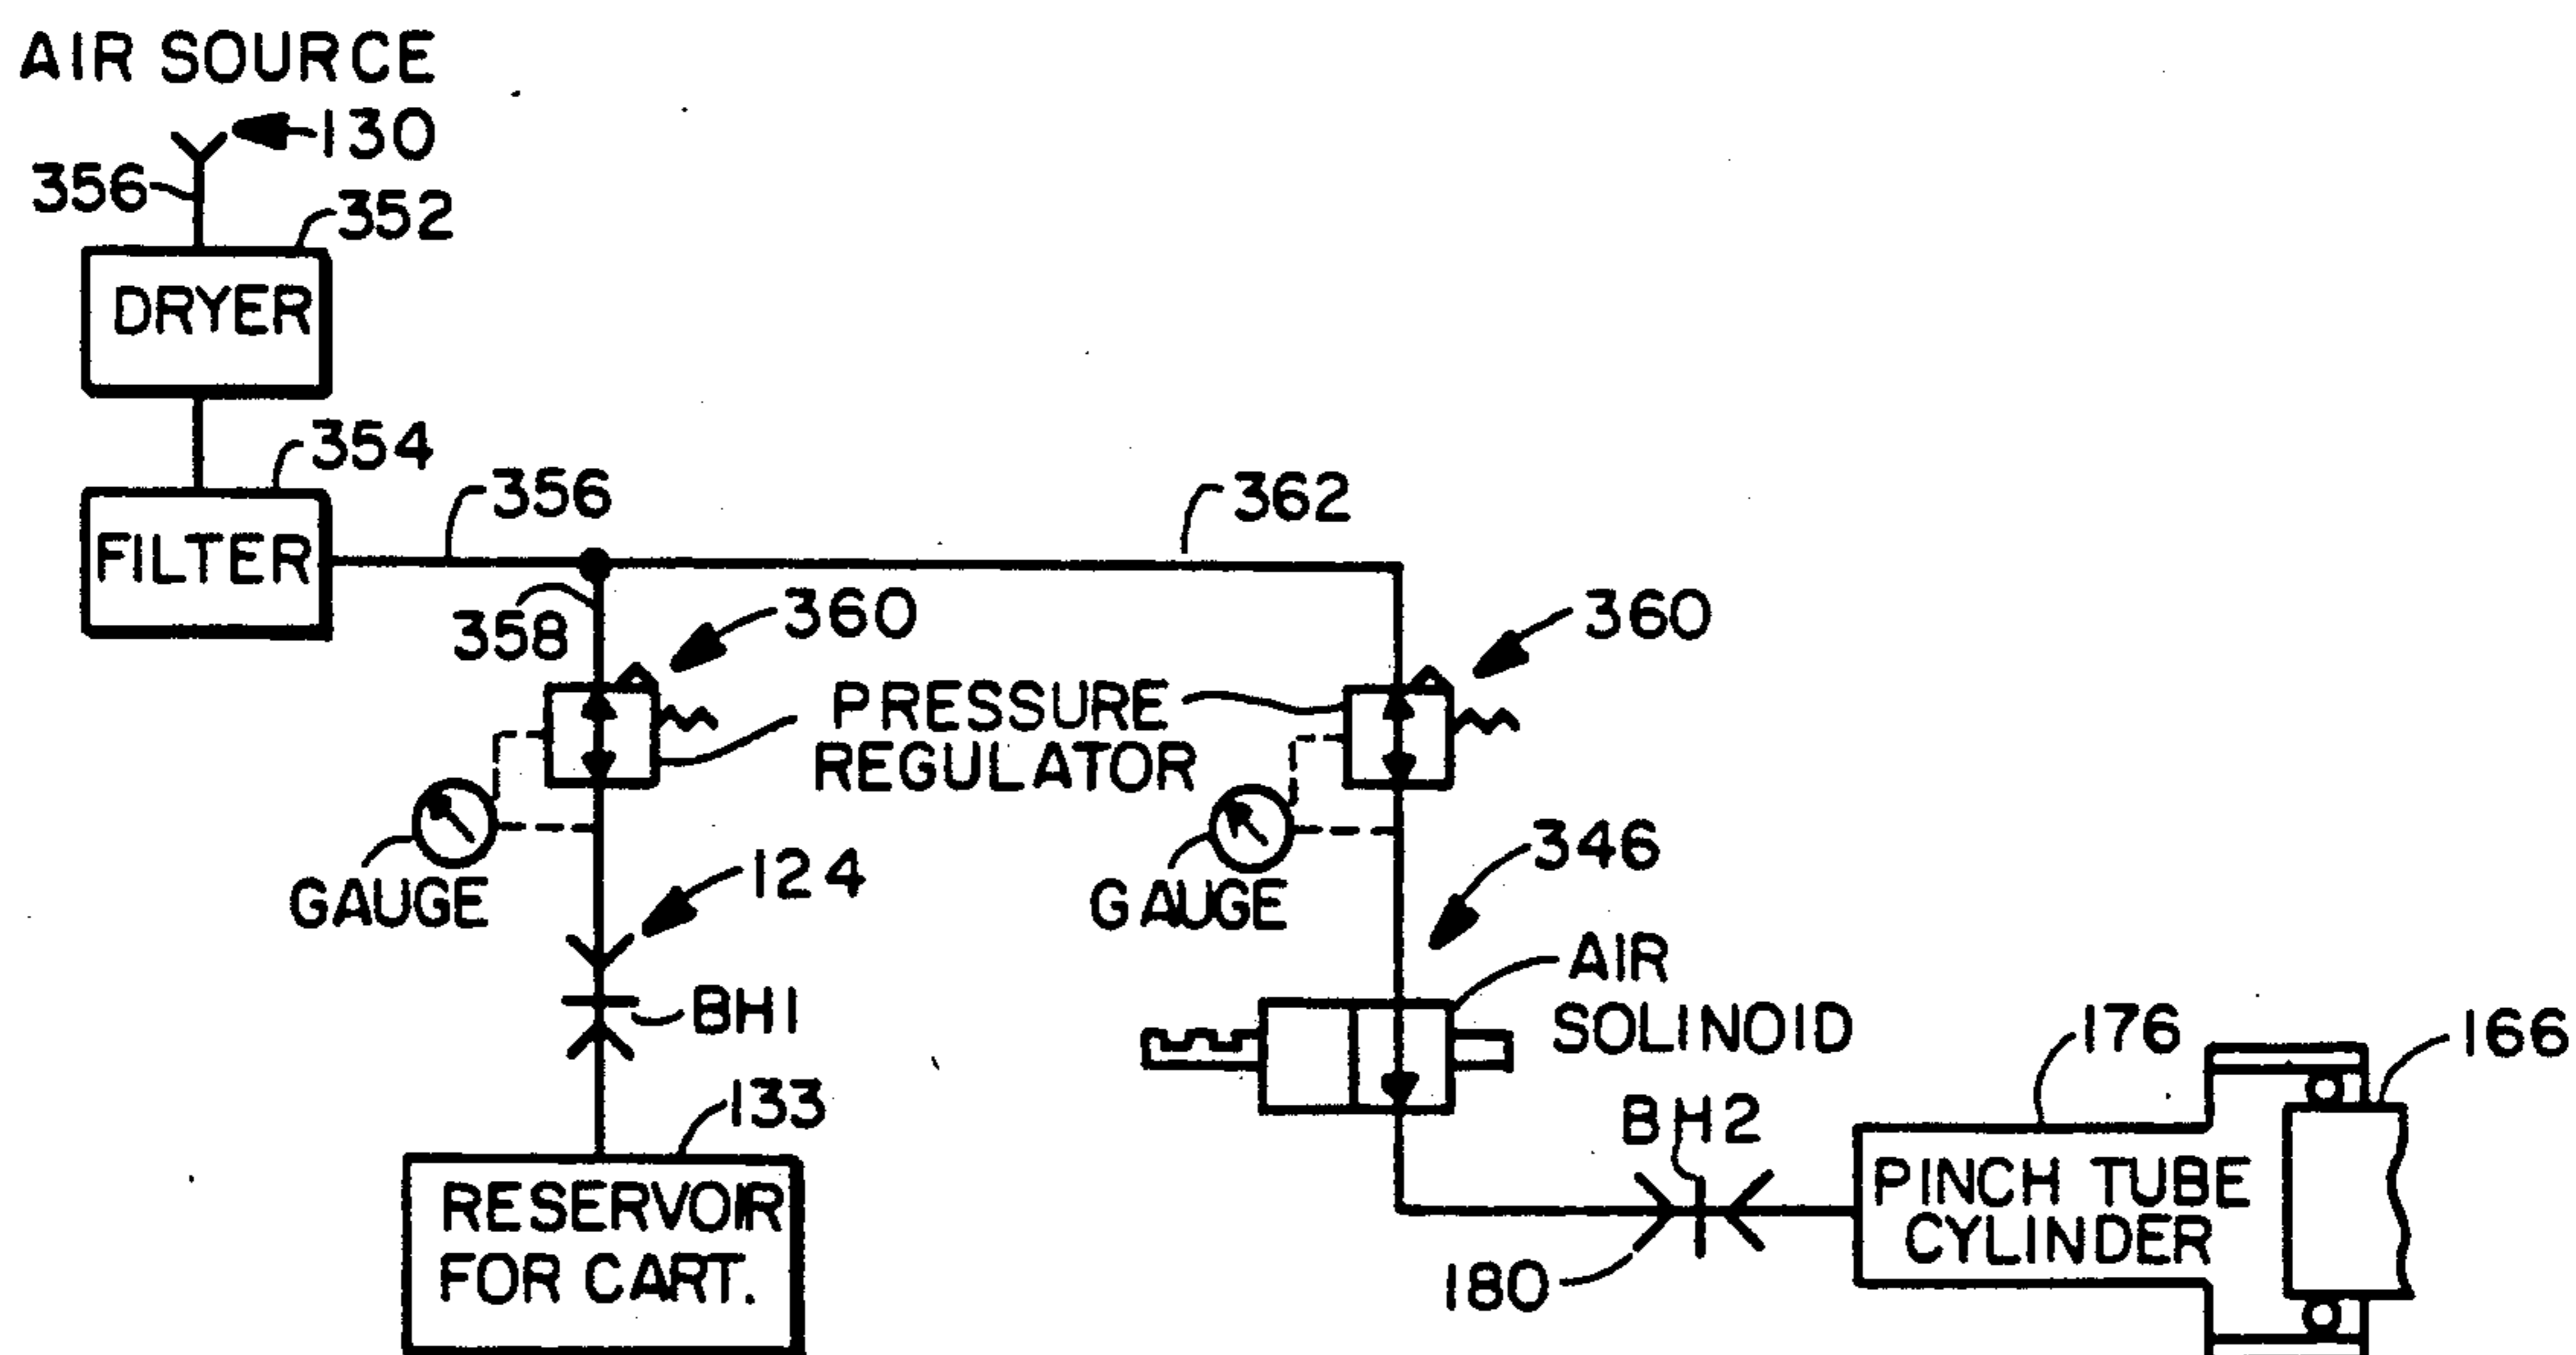 AIR SOURCE
130
356
352
DRYER
354
FILTER
356
362
358
360
360
PRESSURE
REGULATOR
GAUGE
GAUGE
124
346
BH1
AIR
SOLINOID
133
RESERVOIR
FOR CART.
BH2
180
176
166
PINCH TUBE
CYLINDER